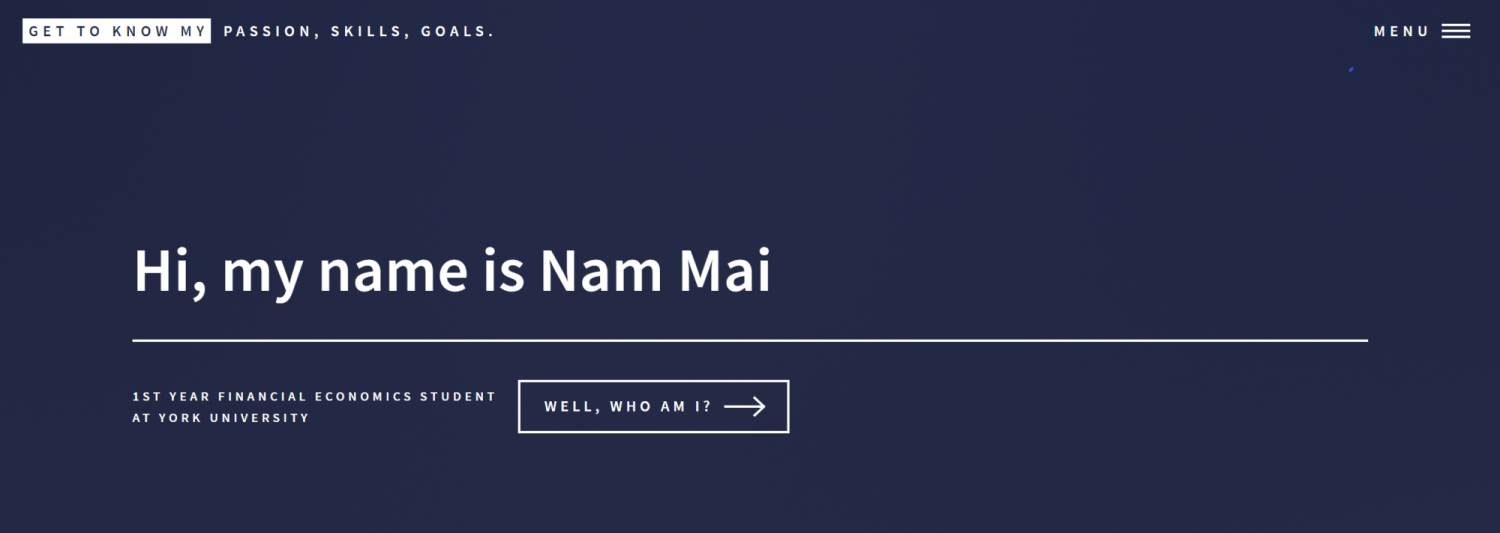 GET TO KNOW MY PASSION, SKILLS, GOALS.
MENU
Hi, my name is Nam Mai
1ST YEAR FINANCIAL ECONOMICS STUDENT
AT YORK UNIVERSITY
WELL, WHO AM I?